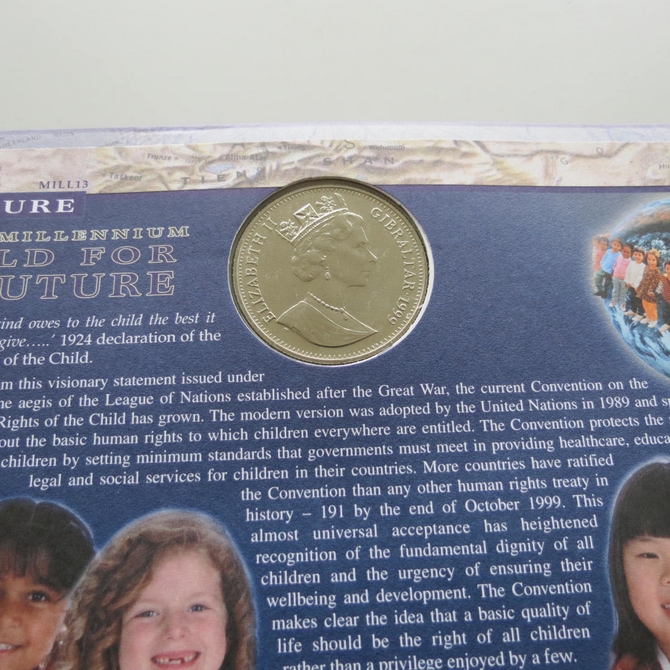 SHAN
TIEN
MILL13
URE
MILLENNIUM
LD FOR
UTURE
ELIZABETH II GIBRALTAR 1999
ind owes to the child the best it
give…..' 1924 declaration of the
of the Child.
m this visionary statement issued under
he aegis of the League of Nations established after the Great War, the current Convention on the
Rights of the Child has grown. The modern version was adopted by the United Nations in 1989 and
out the basic human rights to which children everywhere are entitled. The Convention protects the
children by setting minimum standards that governments must meet in providing healthcare, educa
legal and social services for children in their countries. More countries have ratified
the Convention than any other human rights treaty in
history – 191 by the end of October 1999. This
almost universal acceptance has heightened
recognition of the fundamental dignity of all
children and the urgency of ensuring their
wellbeing and development. The Convention
makes clear the idea that a basic quality of
life should be the right of all children
rather than a privilege enjoyed by a few.